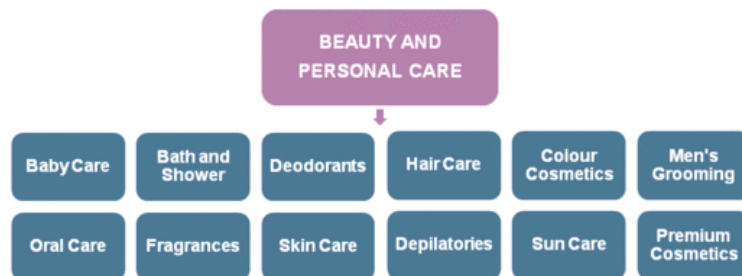 BEAUTY AND
PERSONAL CARE
Baby Care
Bath and
Shower
Deodorants
Hair Care
Colour
Cosmetics
Men's
Grooming
Oral Care
Fragrances
Skin Care
Depilatories
Sun Care
Premium
Cosmetics